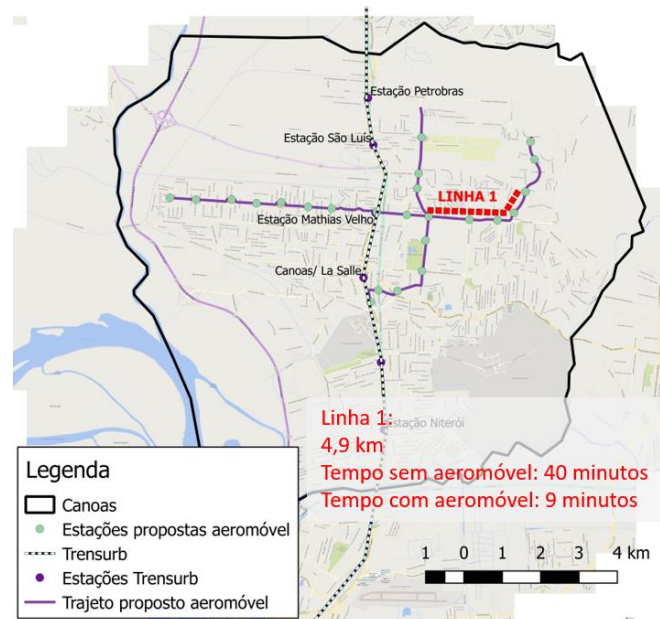 Estação Petrobras
Estação São Luís
LINHA 1
Estação Mathias Velho
Canoas/ La Salle
Linha 1:
Estação Niterói
4,9 km
Tempo sem aeromóvel: 40 minutos
Tempo com aeromóvel: 9 minutos
Legenda
Canoas
Estações propostas aeromóvel
Trensurb
Estações Trensurb
Trajeto proposto aeromóvel
1 0 1 2 3 4 km